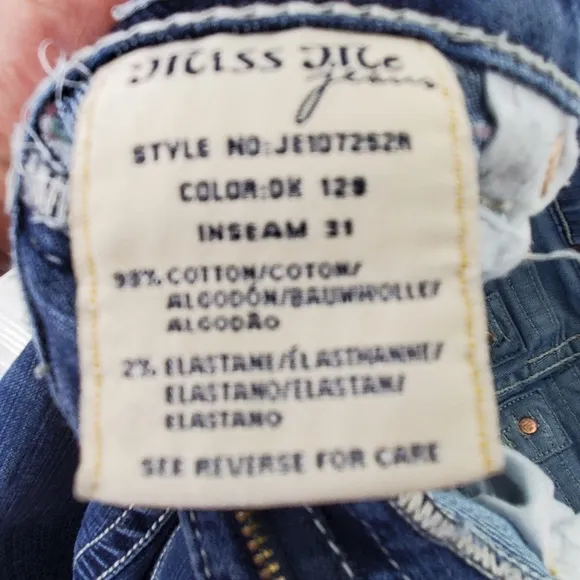 Miss Me
jeans
STYLE NO:JE107252R
COLOR:DK 129
INSEAM 31
98% COTTON/COTON/
ALGODÓN/BAUMWOLLE/
ALGODÃO
2% ELASTANE/ÉLASTHANNE/
ELASTANO/ELASTAN/
ELASTANO
SEE REVERSE FOR CARE